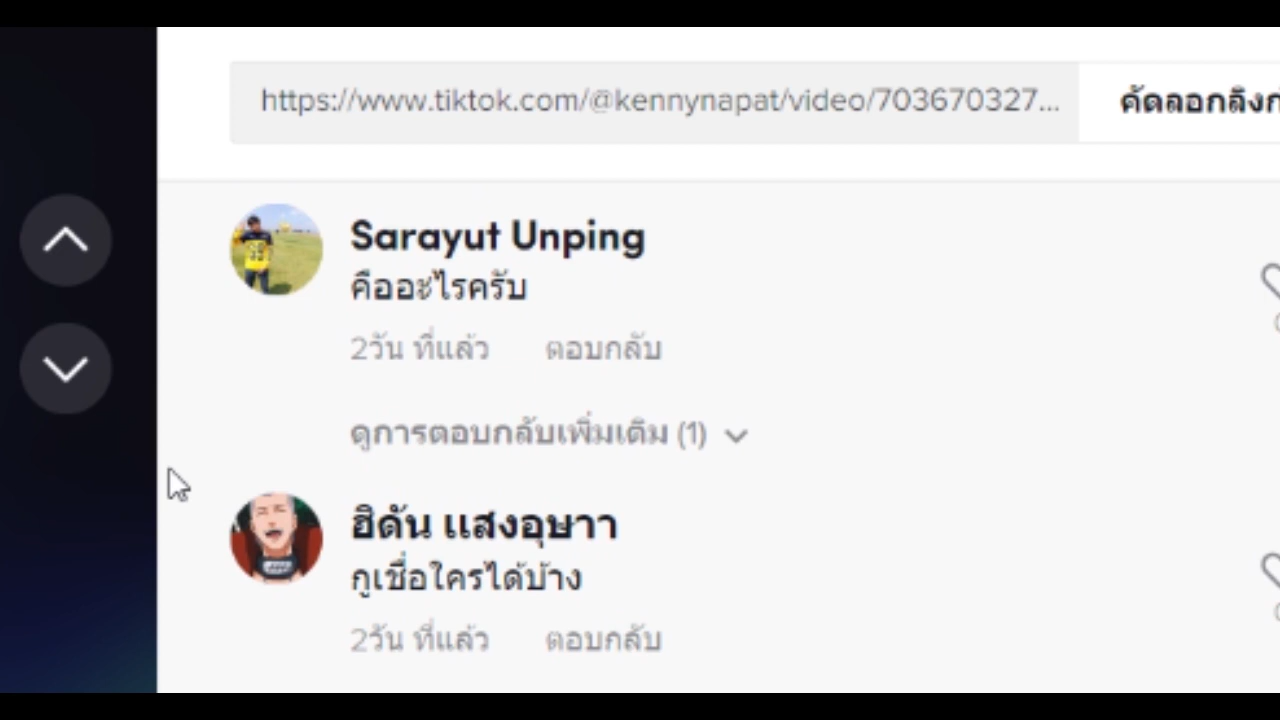 https://www.tiktok.com/@kennynapat/video/703670327...
คัดลอกลิงก์
Sarayut Unping
คืออะไรครับ
2วัน ที่แล้ว ตอบกลับ
ดูการตอบกลับเพิ่มเติม (1)
ฮิดัน แสงอุษาา
กูเชื่อใครได้บ้าง
2วัน ที่แล้ว ตอบกลับ